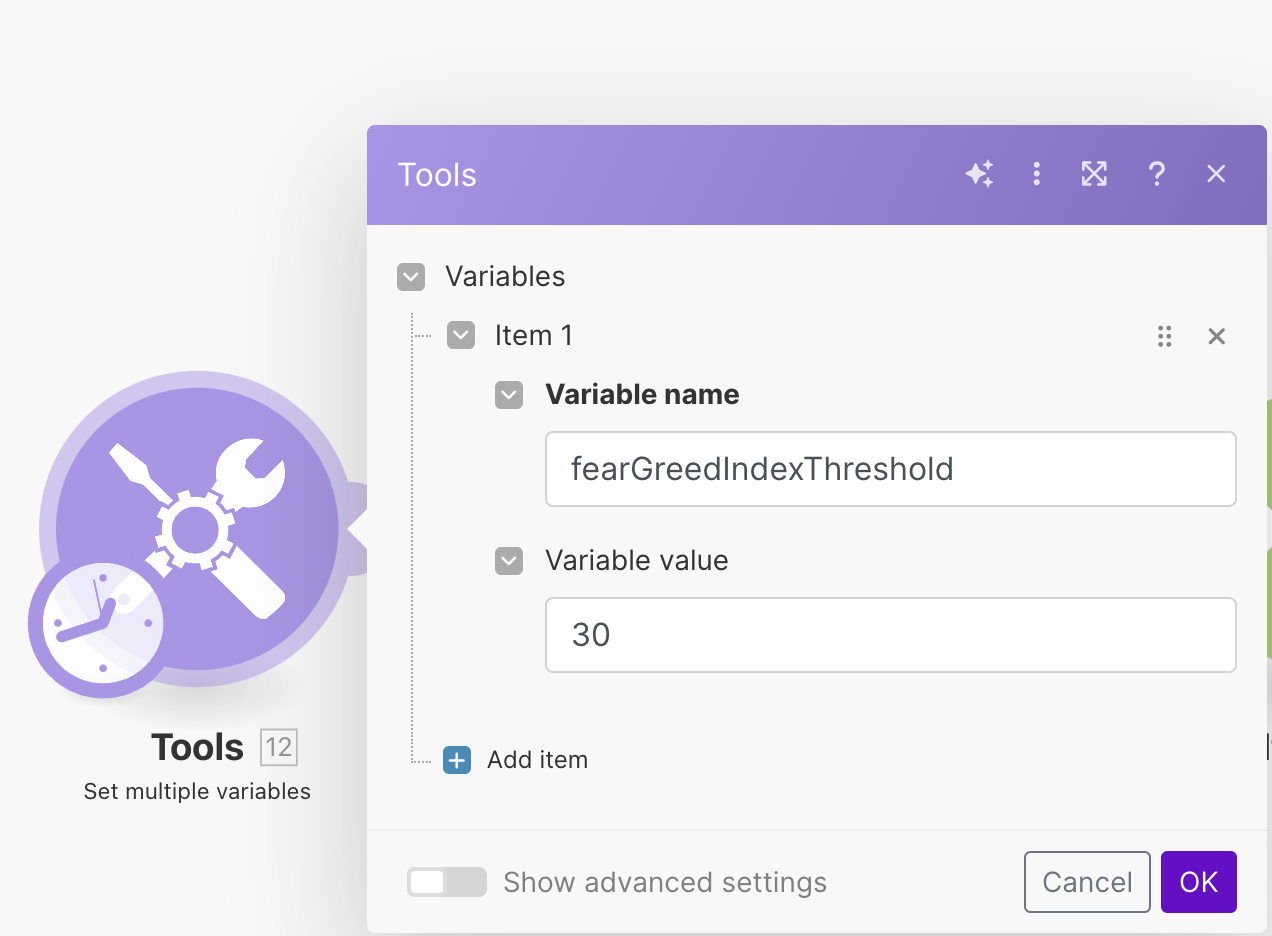 Tools
Variables
Item 1
Variable name
fearGreedIndexThreshold
Variable value
30
Add item
Show advanced settings
Cancel
OK
Tools 12
Set multiple variables